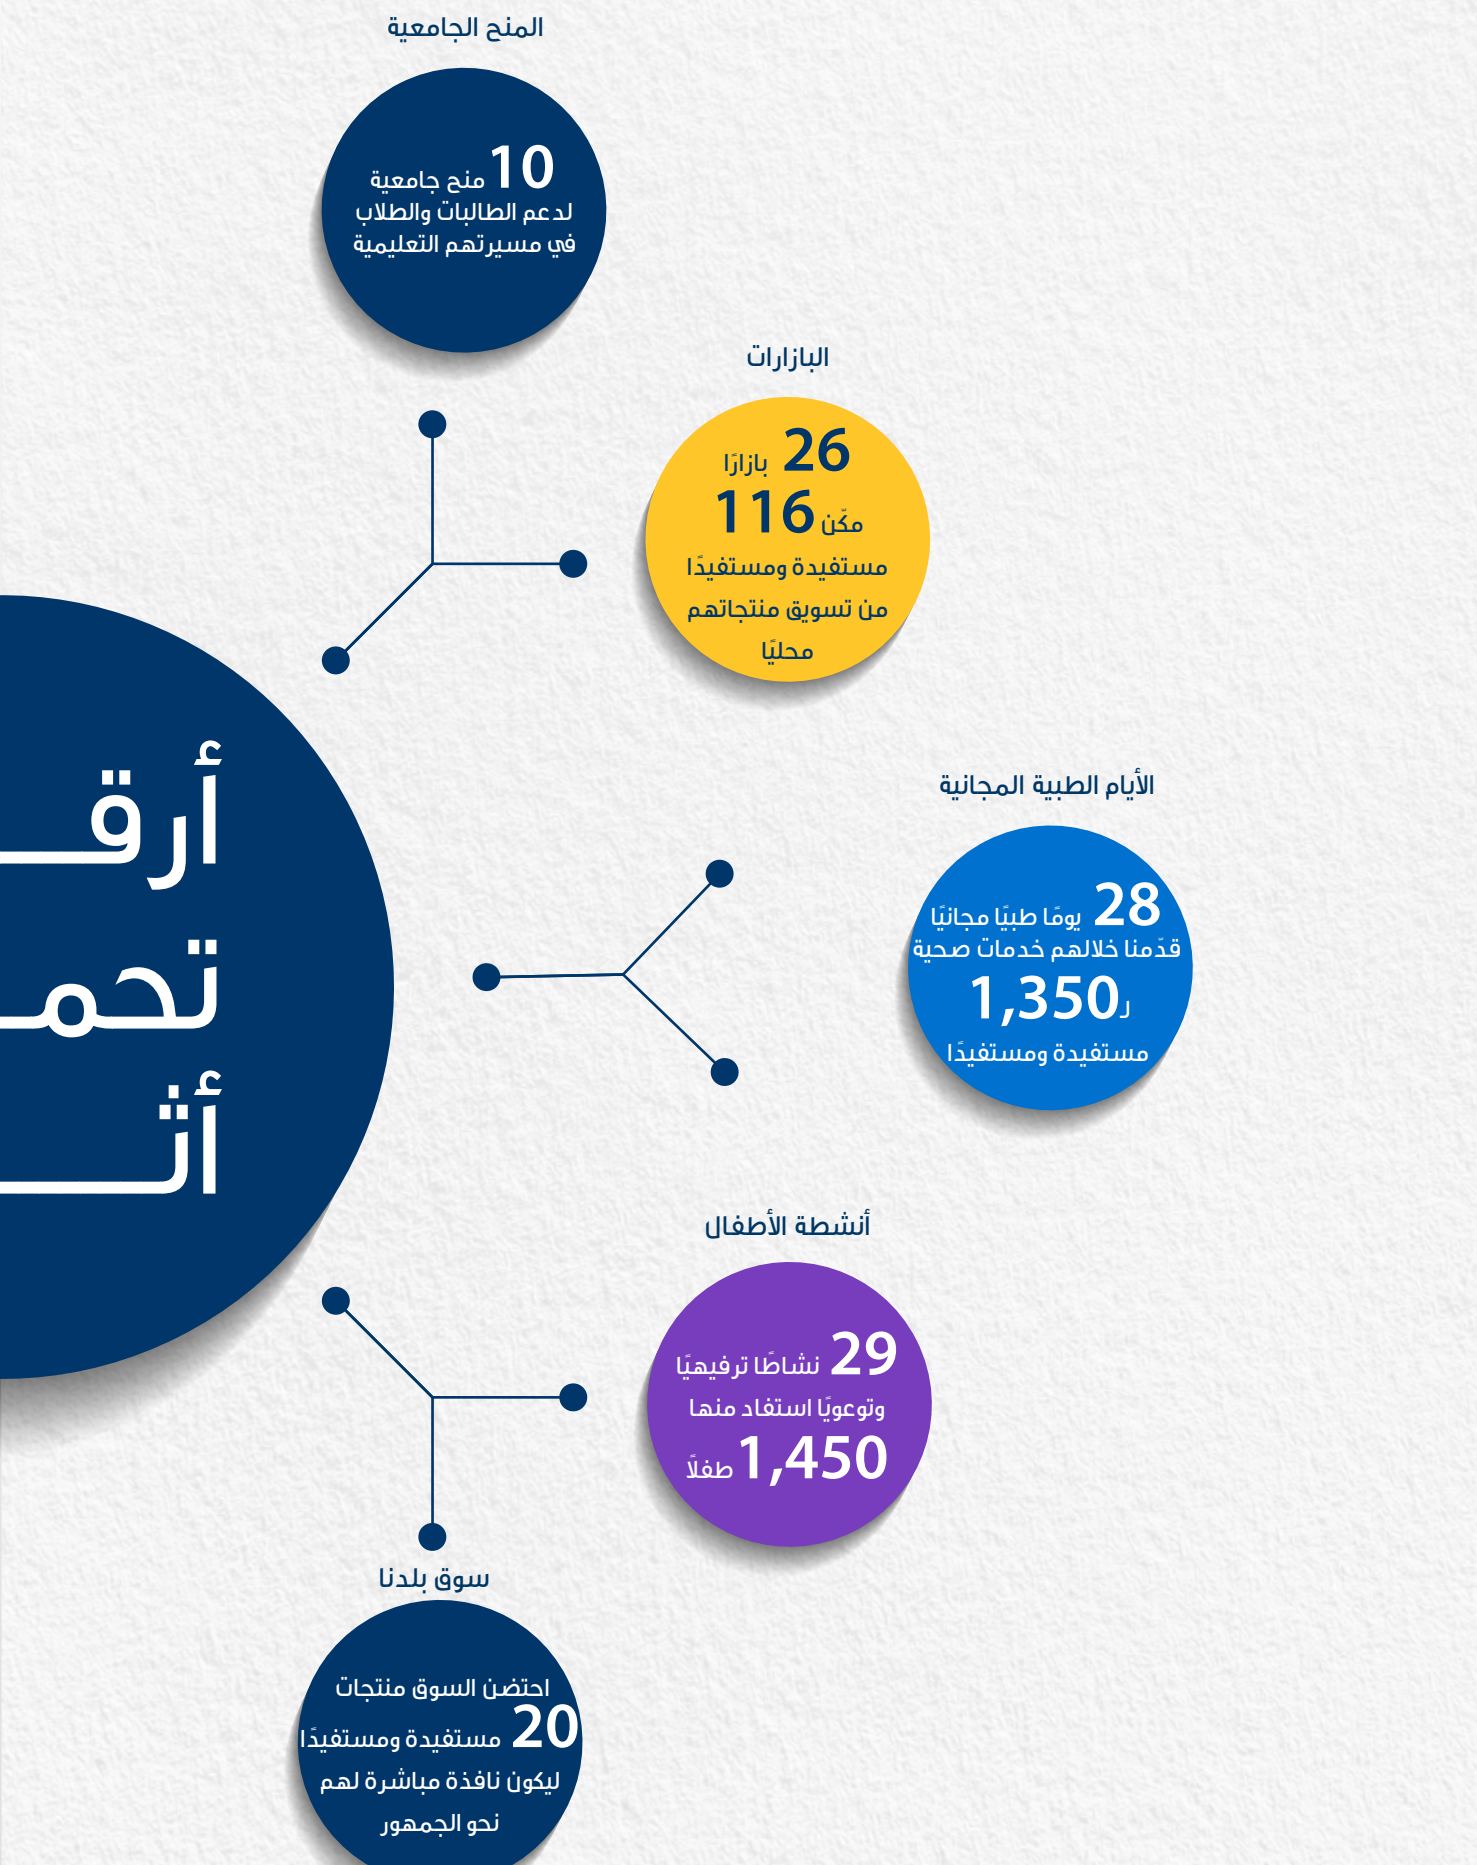 المنح الجامعية
10 منح جامعية
لدعم الطالبات والطلاب
في مسيرتهم التعليمية
البازارات
26 بازارًا
مكّن 116
مستفيدة ومستفيدًا
من تسويق منتجاتهم
محليًا
أرقـ
تحمـ
أثـ
الأيام الطبية المجانية
28 يومًا طبيًا مجانيًا
قدّمنا خلالهم خدمات صحية
لـ1,350
مستفيدة ومستفيدًا
أنشطة الأطفال
29 نشاطًا ترفيهيًا
وتوعويًا استفاد منها
1,450 طفلًا
سوق بلدنا
احتضن السوق منتجات
20 مستفيدة ومستفيدًا
ليكون نافذة مباشرة لهم
نحو الجمهور